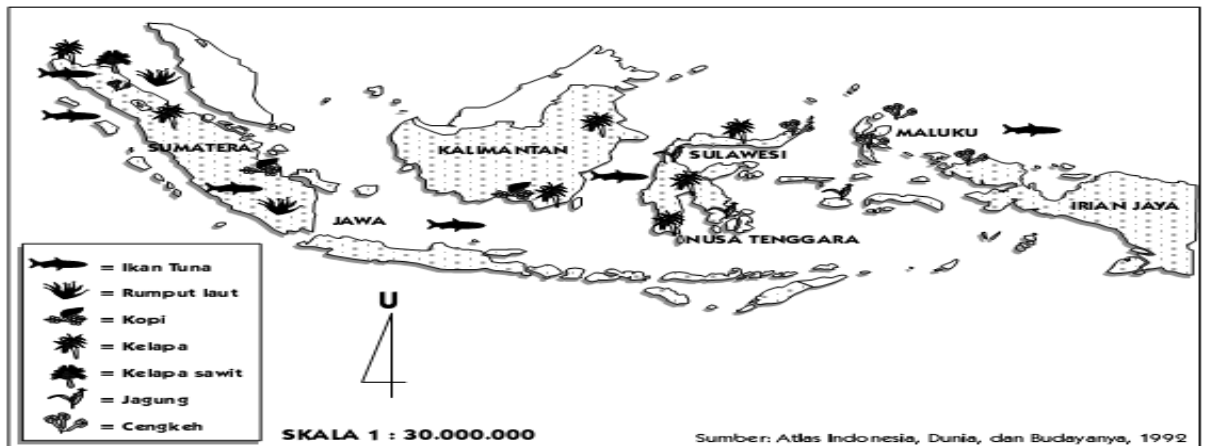 MALUKU
SUMATERA
KALIMANTAN
SULAWESI
IRIAN JAYA
JAWA
NUSA TENGGARA
= Ikan Tuna
= Rumput laut
= Kopi
= Kelapa
= Kelapa sawit
= Jagung
= Cengkeh
U
SKALA 1 : 30.000.000
Sumber: Atlas Indonesia, Dunia, dan Budayanya, 1992